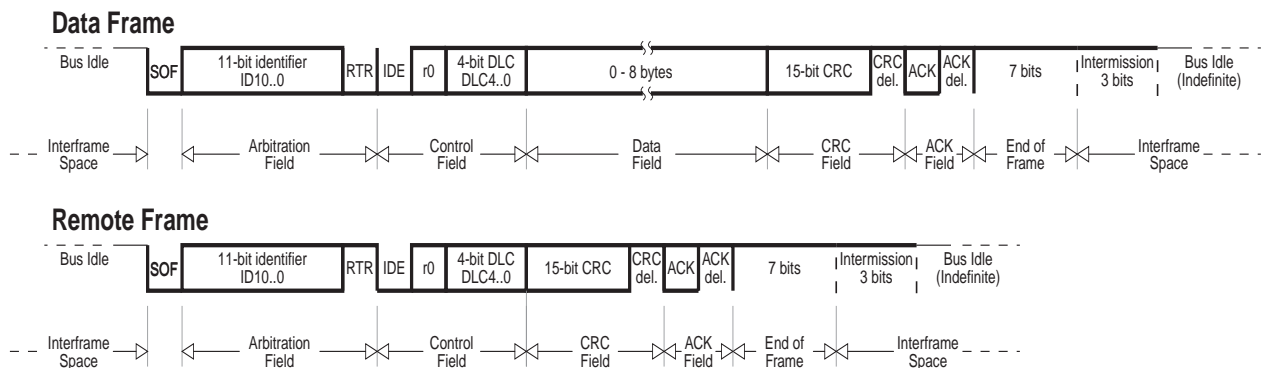 Data Frame
Bus Idle
SOF
11-bit identifier
ID10..0
RTR
IDE
r0
4-bit DLC
DLC4..0
0 - 8 bytes
15-bit CRC
CRC
del.
ACK
ACK
del.
7 bits
Intermission
3 bits
Bus Idle
(Indefinite)
Interframe
Space
Arbitration
Field
Control
Field
Data
Field
CRC
Field
ACK
Field
End of
Frame
Interframe
Space
Remote Frame
Bus Idle
SOF
11-bit identifier
ID10..0
RTR
IDE
r0
4-bit DLC
DLC4..0
15-bit CRC
CRC
del.
ACK
ACK
del.
7 bits
Intermission
3 bits
Bus Idle
(Indefinite)
Interframe
Space
Arbitration
Field
Control
Field
CRC
Field
ACK
Field
End of
Frame
Interframe
Space